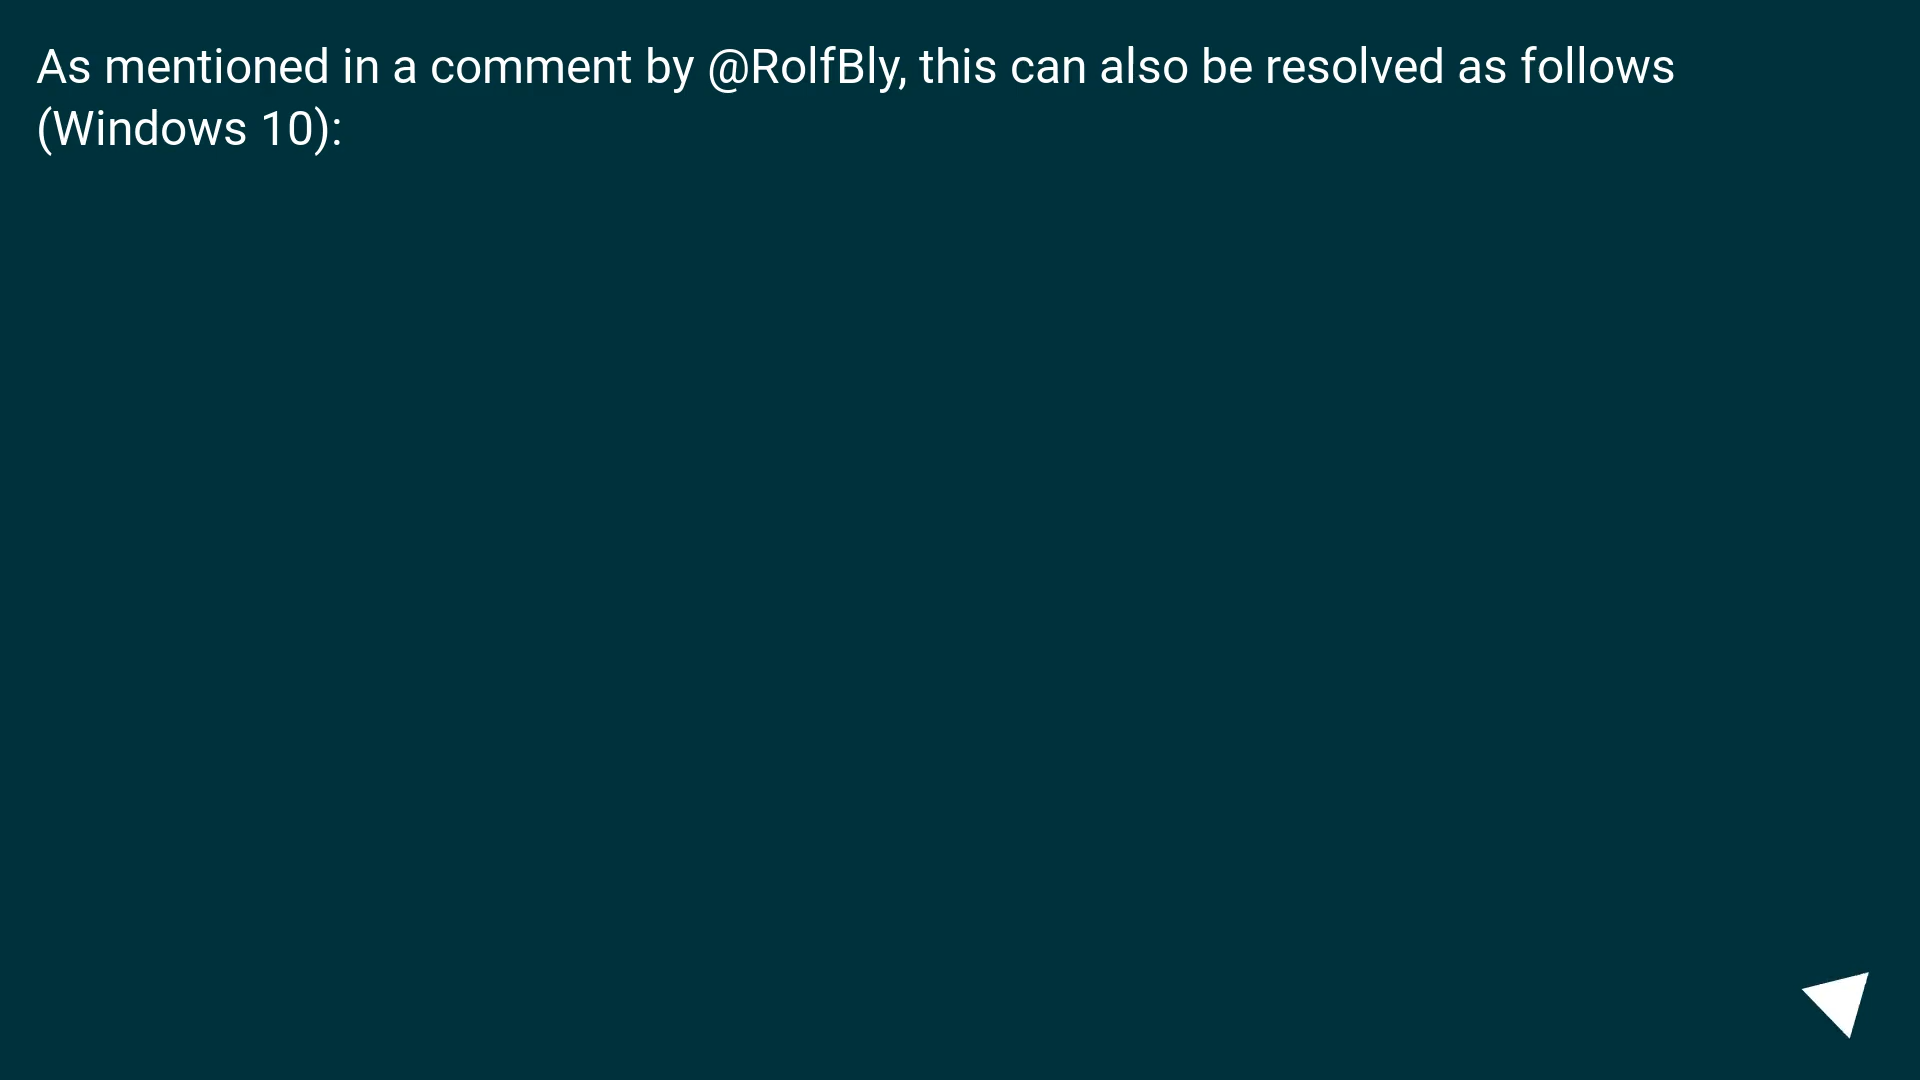 As mentioned in a comment by @RolfBly, this can also be resolved as follows
(Windows 10):